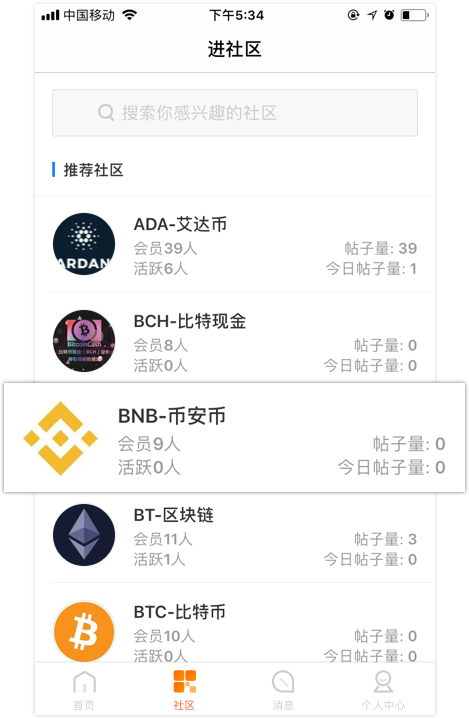 中国移动
下午5:34
进社区
搜索你感兴趣的社区
推荐社区
ARDAN
ADA-艾达币
会员39人
帖子量: 39
活跃6人
今日帖子量: 1
BitcoinCash
BCH-比特现金
会员8人
帖子量: 0
活跃0人
今日帖子量: 0
BNB-币安币
会员9人
帖子量: 0
活跃0人
今日帖子量: 0
BT-区块链
会员11人
帖子量: 3
活跃1人
今日帖子量: 0
BTC-比特币
会员10人
帖子量: 0
活跃0人
今日帖子量: 0
首页
社区
消息
个人中心